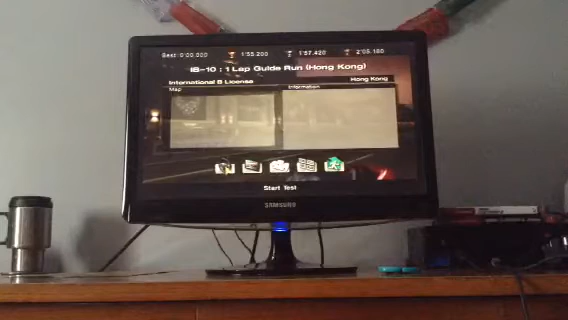 Best: 0'00.000 1'55.200 1'57.420 2'05.160
IB-10 : 1 Lap Guide Run (Hong Kong)
International B License Hong Kong
Map Information
Start Test
SAMSUNG